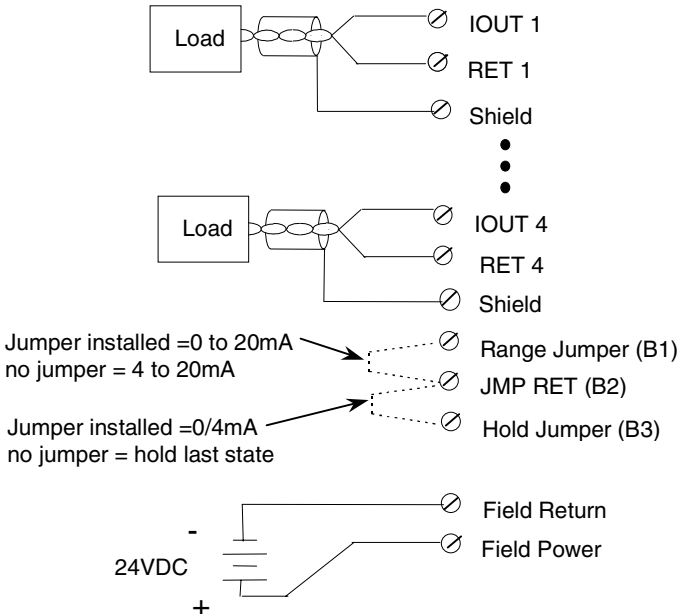 Load
IOUT 1
RET 1
Shield
Load
IOUT 4
RET 4
Shield
Jumper installed =0 to 20mA
no jumper = 4 to 20mA
Range Jumper (B1)
JMP RET (B2)
Jumper installed =0/4mA
no jumper = hold last state
Hold Jumper (B3)
Field Return
-
24VDC
Field Power
+